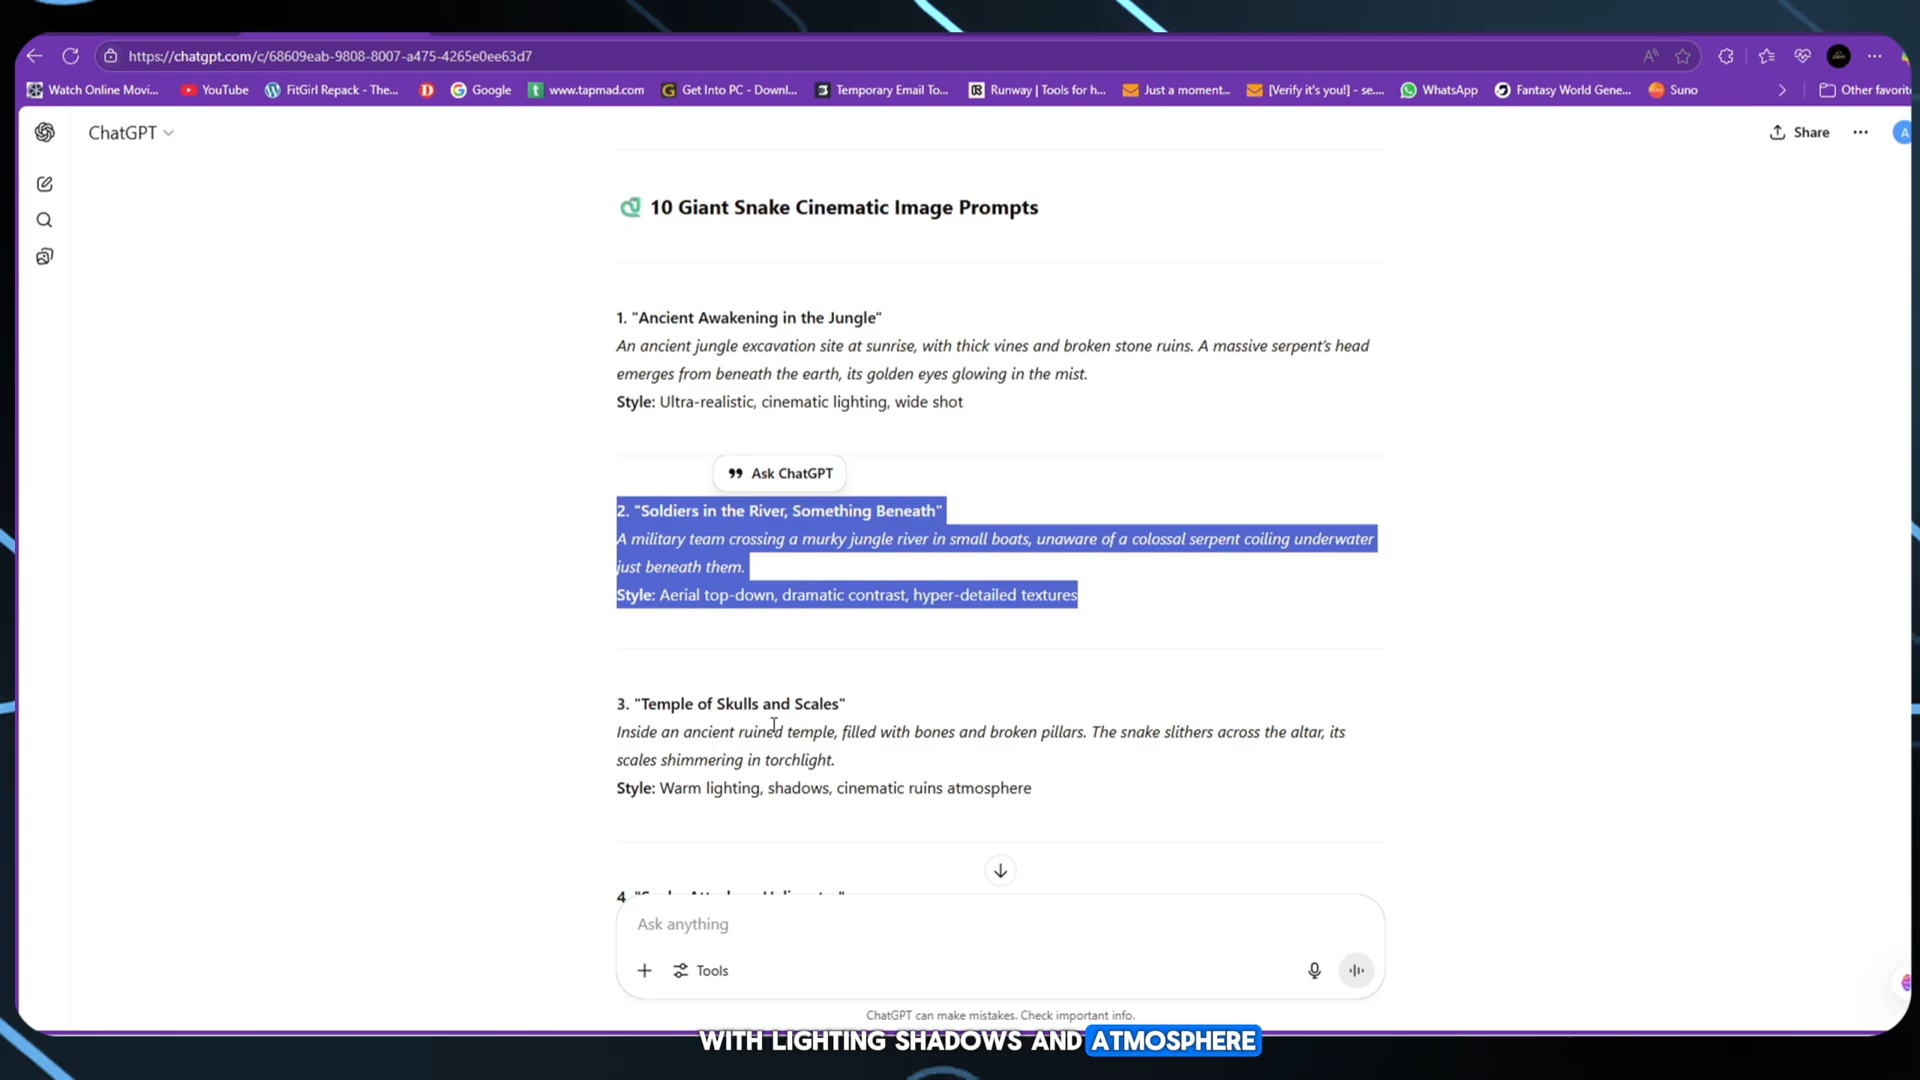 https://chatgpt.com/c/68609eab-9808-8007-a475-4265e0ee63d7
Watch Online Movi... YouTube FitGirl Repack - The... Google www.tapmad.com Get Into PC - Downl... Temporary Email To... Runway | Tools for h... Just a moment... [Verify it's you!] - se.... WhatsApp Fantasy World Gene... Suno Other favorit
ChatGPT Share
10 Giant Snake Cinematic Image Prompts
1. "Ancient Awakening in the Jungle"
An ancient jungle excavation site at sunrise, with thick vines and broken stone ruins. A massive serpent's head
emerges from beneath the earth, its golden eyes glowing in the mist.
Style: Ultra-realistic, cinematic lighting, wide shot
Ask ChatGPT
2. "Soldiers in the River, Something Beneath"
A military team crossing a murky jungle river in small boats, unaware of a colossal serpent coiling underwater
just beneath them.
Style: Aerial top-down, dramatic contrast, hyper-detailed textures
3. "Temple of Skulls and Scales"
Inside an ancient ruined temple, filled with bones and broken pillars. The snake slithers across the altar, its
scales shimmering in torchlight.
Style: Warm lighting, shadows, cinematic ruins atmosphere
4.
Ask anything
Tools
ChatGPT can make mistakes. Check important info.
WITH LIGHTING SHADOWS AND ATMOSPHERE